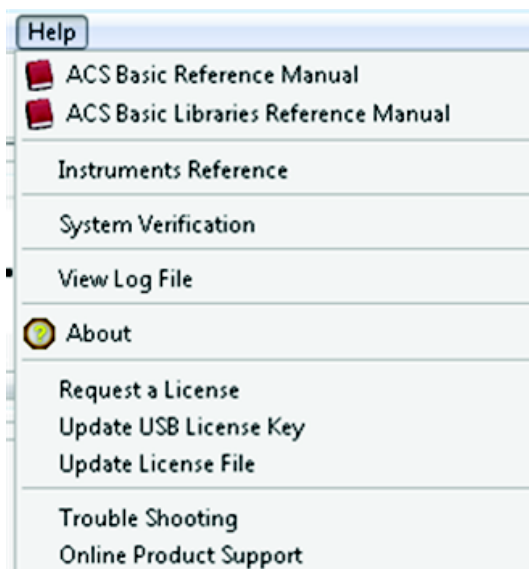 Help
ACS Basic Reference Manual
ACS Basic Libraries Reference Manual
Instruments Reference
System Verification
View Log File
About
Request a License
Update USB License Key
Update License File
Trouble Shooting
Online Product Support